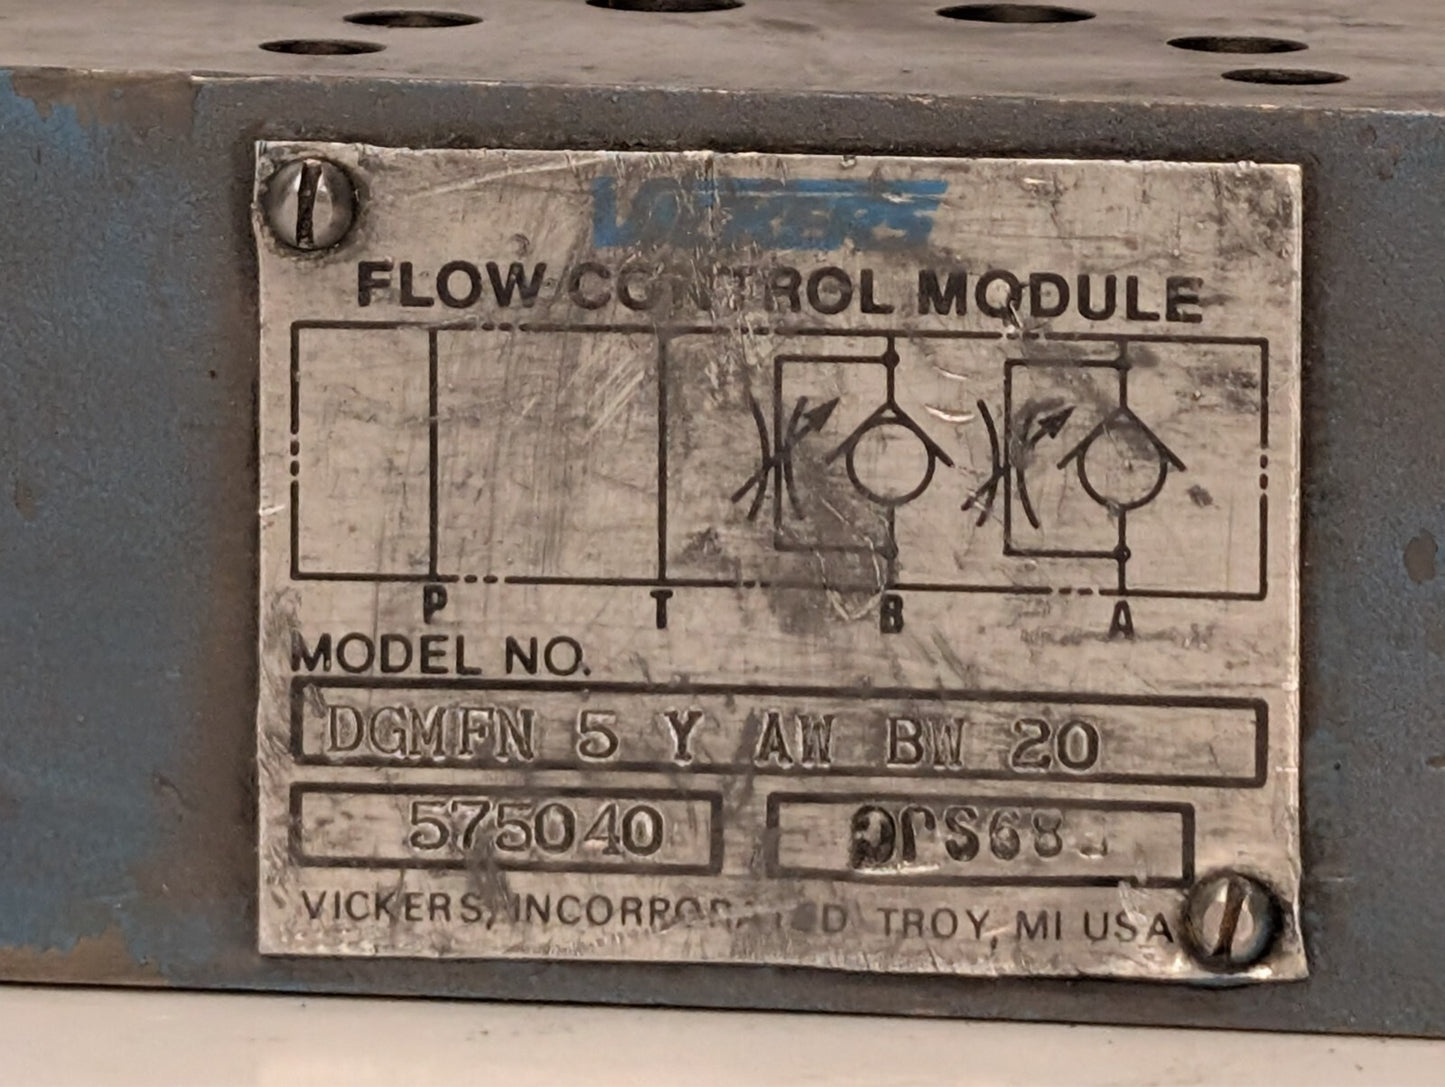 VICKERS
FLOW CONTROL MODULE
P T B A
MODEL NO.
DGMFN 5 Y AW BW 20
575040
VICKERS, INCORPORATED TROY, MI USA